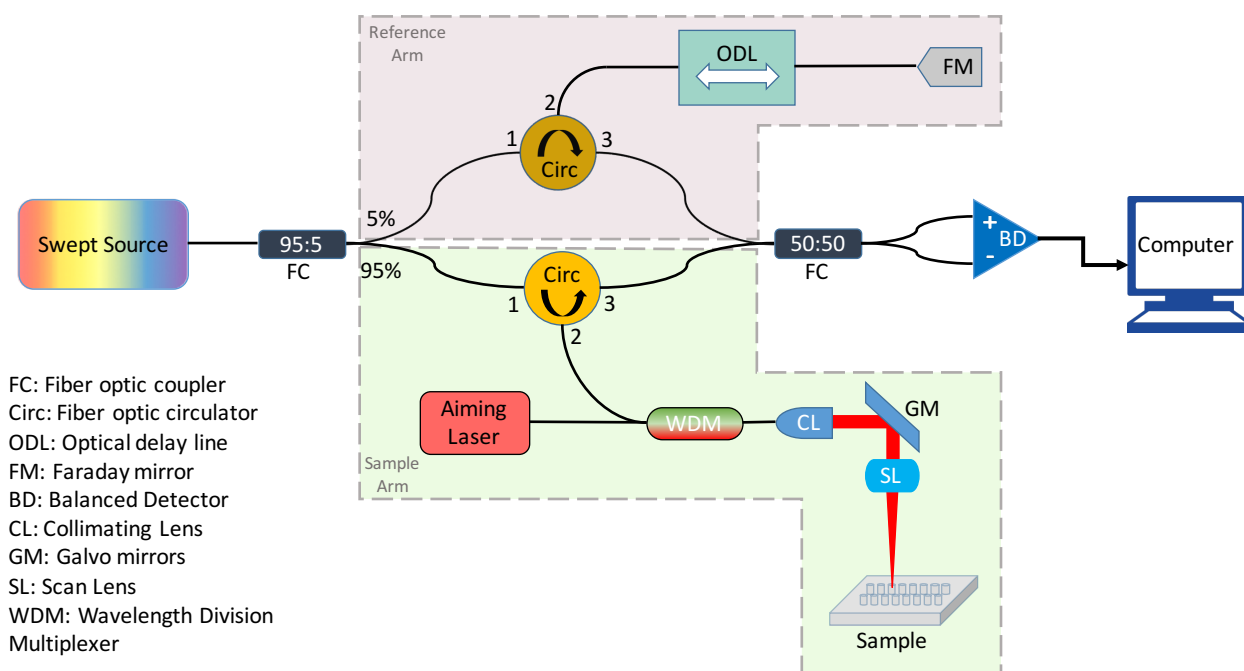 Reference
Arm
ODL
FM
2
1
3
Circ
5%
Swept Source
95:5
FC
95%
50:50
FC
+
-
BD
Computer
Circ
1
3
2
Aiming
Laser
WDM
CL
GM
SL
Sample
Arm
Sample
FC: Fiber optic coupler
Circ: Fiber optic circulator
ODL: Optical delay line
FM: Faraday mirror
BD: Balanced Detector
CL: Collimating Lens
GM: Galvo mirrors
SL: Scan Lens
WDM: Wavelength Division
Multiplexer